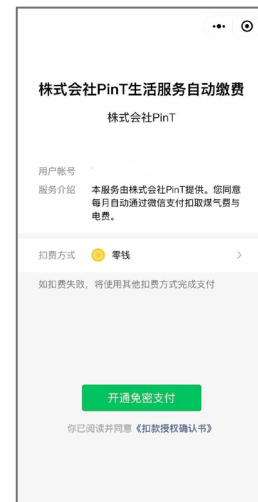 株式会社PinT生活服务自动缴费
株式会社PinT
用户帐号
服务介绍 本服务由株式会社PinT提供。您同意
每月自动通过微信支付扣取煤气费与
电费。
扣费方式 零钱
如扣费失败，将使用其他扣费方式完成支付
开通免密支付
你已阅读并同意《扣款授权确认书》